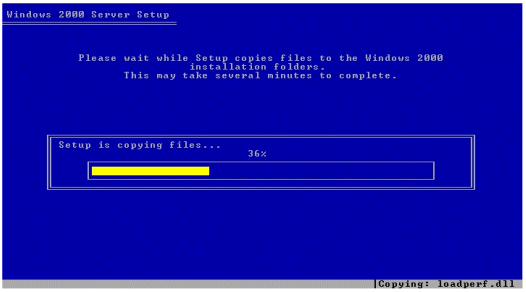 Windows 2000 Server Setup
Please wait while Setup copies files to the Windows 2000
installation folders.
This may take several minutes to complete.
Setup is copying files...
36%
Copying: loadperf.dll